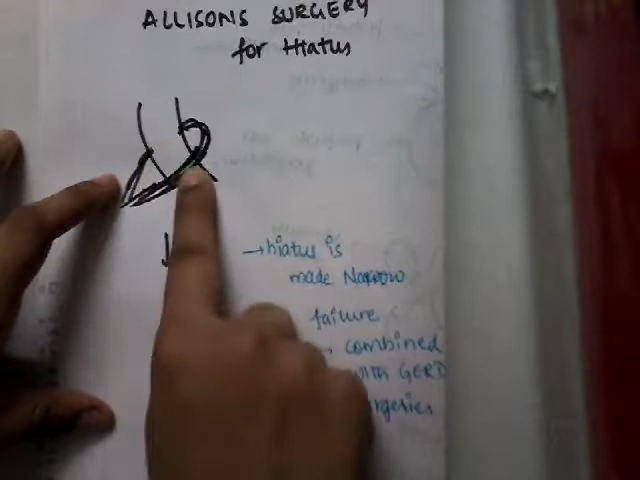 ALLISONS SURGERY
for Hiatus
→hiatus is
made Narrow
failure
combined
WITH GERD